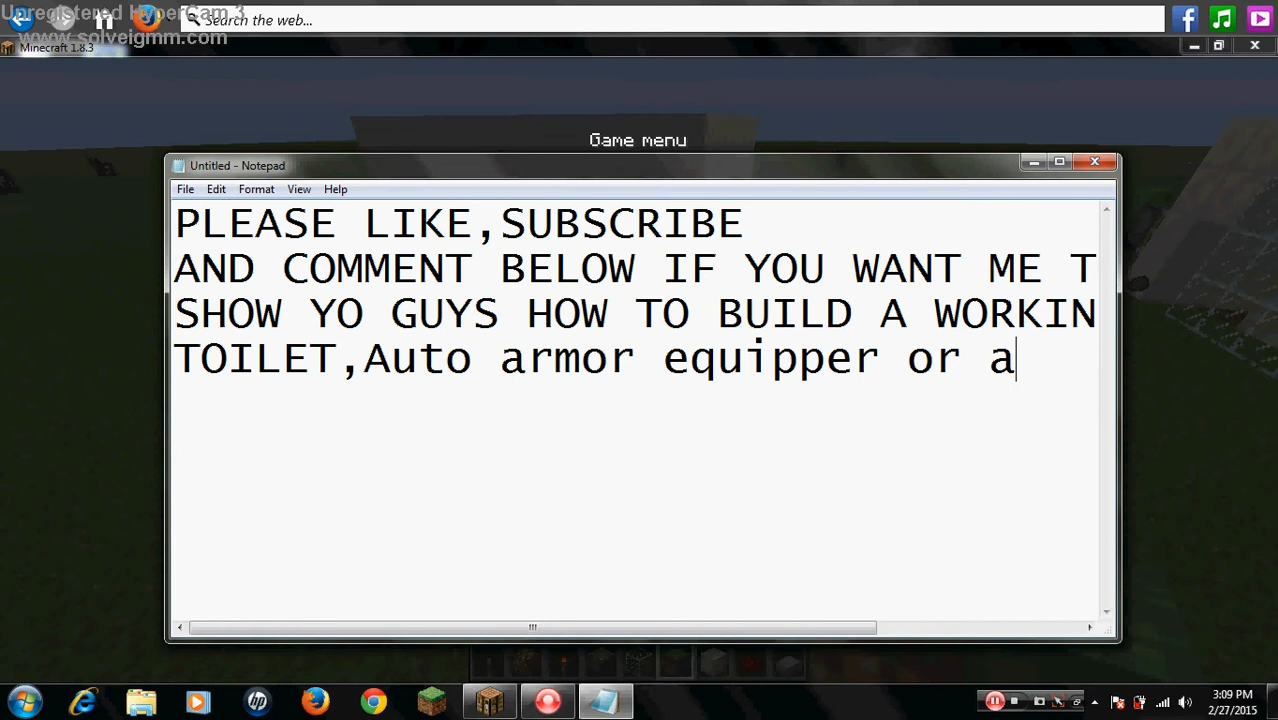 Unregistered HyperCam 3
www.solveigmm.com
Search the web...
Minecraft 1.8.3
Game menu
Untitled - Notepad
File Edit Format View Help
PLEASE LIKE,SUBSCRIBE
AND COMMENT BELOW IF YOU WANT ME T
SHOW YO GUYS HOW TO BUILD A WORKIN
TOILET,Auto armor equipper or a
3:09 PM
2/27/2015